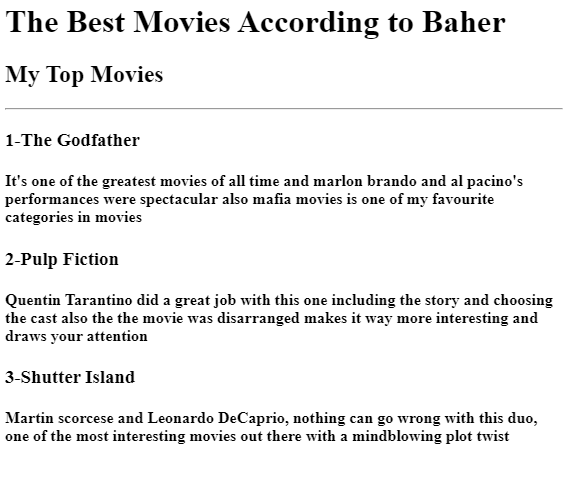 The Best Movies According to Baher
My Top Movies
1-The Godfather
It's one of the greatest movies of all time and marlon brando and al pacino's
performances were spectacular also mafia movies is one of my favourite
categories in movies
2-Pulp Fiction
Quentin Tarantino did a great job with this one including the story and choosing
the cast also the the movie was disarranged makes it way more interesting and
draws your attention
3-Shutter Island
Martin scorcese and Leonardo DeCaprio, nothing can go wrong with this duo,
one of the most interesting movies out there with a mindblowing plot twist